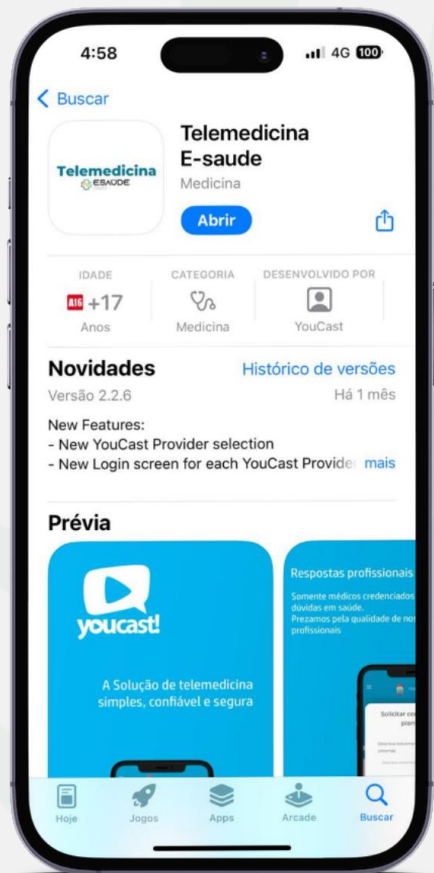 4:58
4G 100
Buscar
Telemedicina
ESAÚDE
Telemedicina
E-saude
Medicina
Abrir
IDADE
A16 +17
Anos
CATEGORIA
Medicina
DESENVOLVIDO POR
YouCast
Novidades
Histórico de versões
Versão 2.2.6
Há 1 mês
New Features:
- New YouCast Provider selection
- New Login screen for each YouCast Provide mais
Prévia
youcast!
A Solução de telemedicina
simples, confiável e segura
Respostas profissionais
Somente médicos credenciados
dúvidas em saúde.
Prezamos pela qualidade de nos
profissionais
Solicitar con
plan
Hoje
Jogos
Apps
Arcade
Buscar